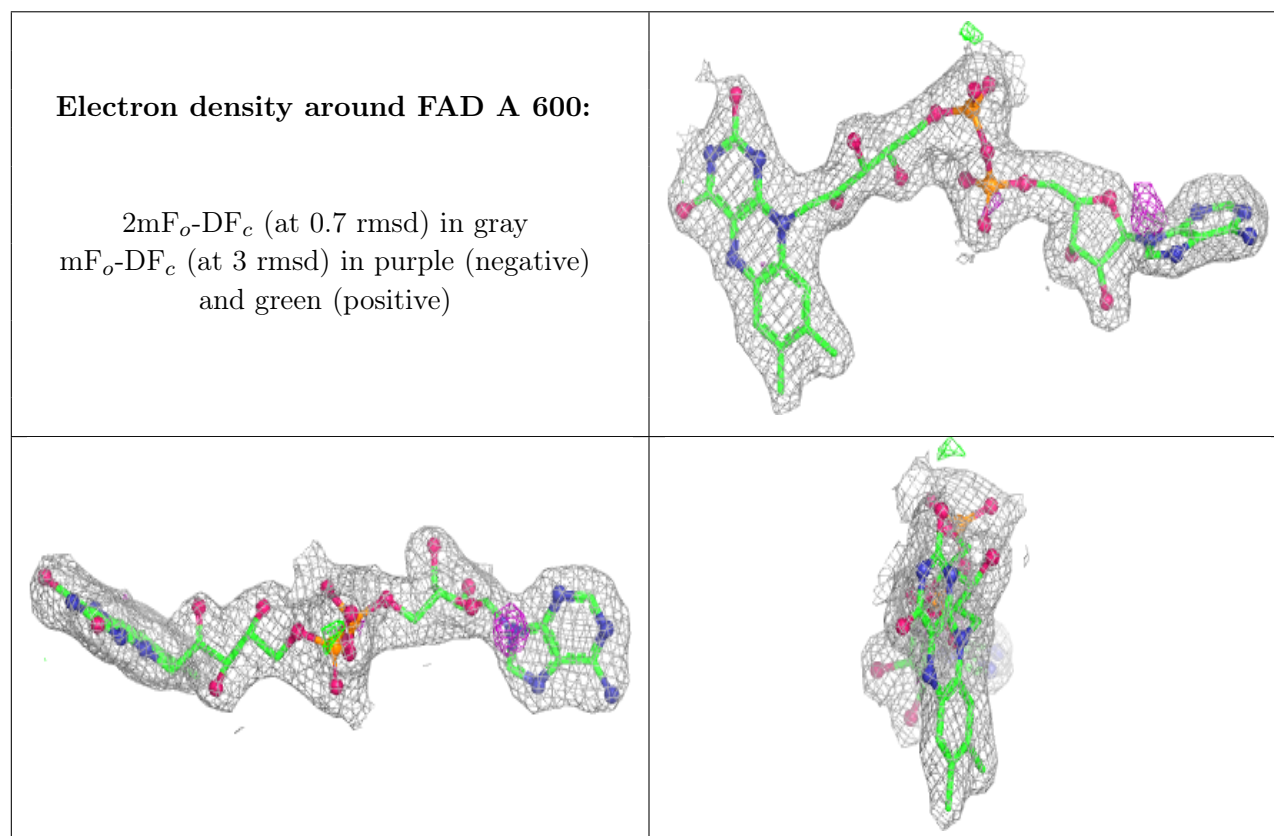 Electron density around FAD A 600:
2mFo-DFc (at 0.7 rmsd) in gray
mFo-DFc (at 3 rmsd) in purple (negative)
and green (positive)